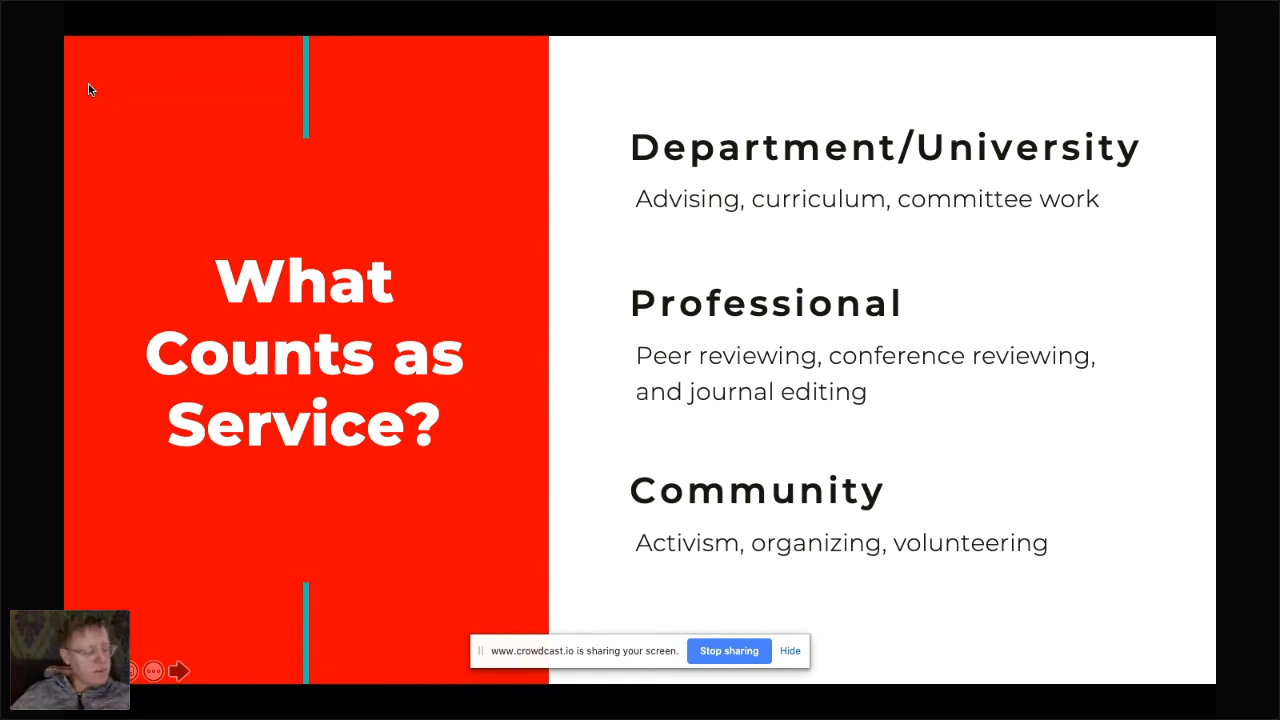 What
Counts as
Service?
Department/University
Advising, curriculum, committee work
Professional
Peer reviewing, conference reviewing,
and journal editing
Community
Activism, organizing, volunteering
www.crowdcast.io is sharing your screen. Stop sharing Hide